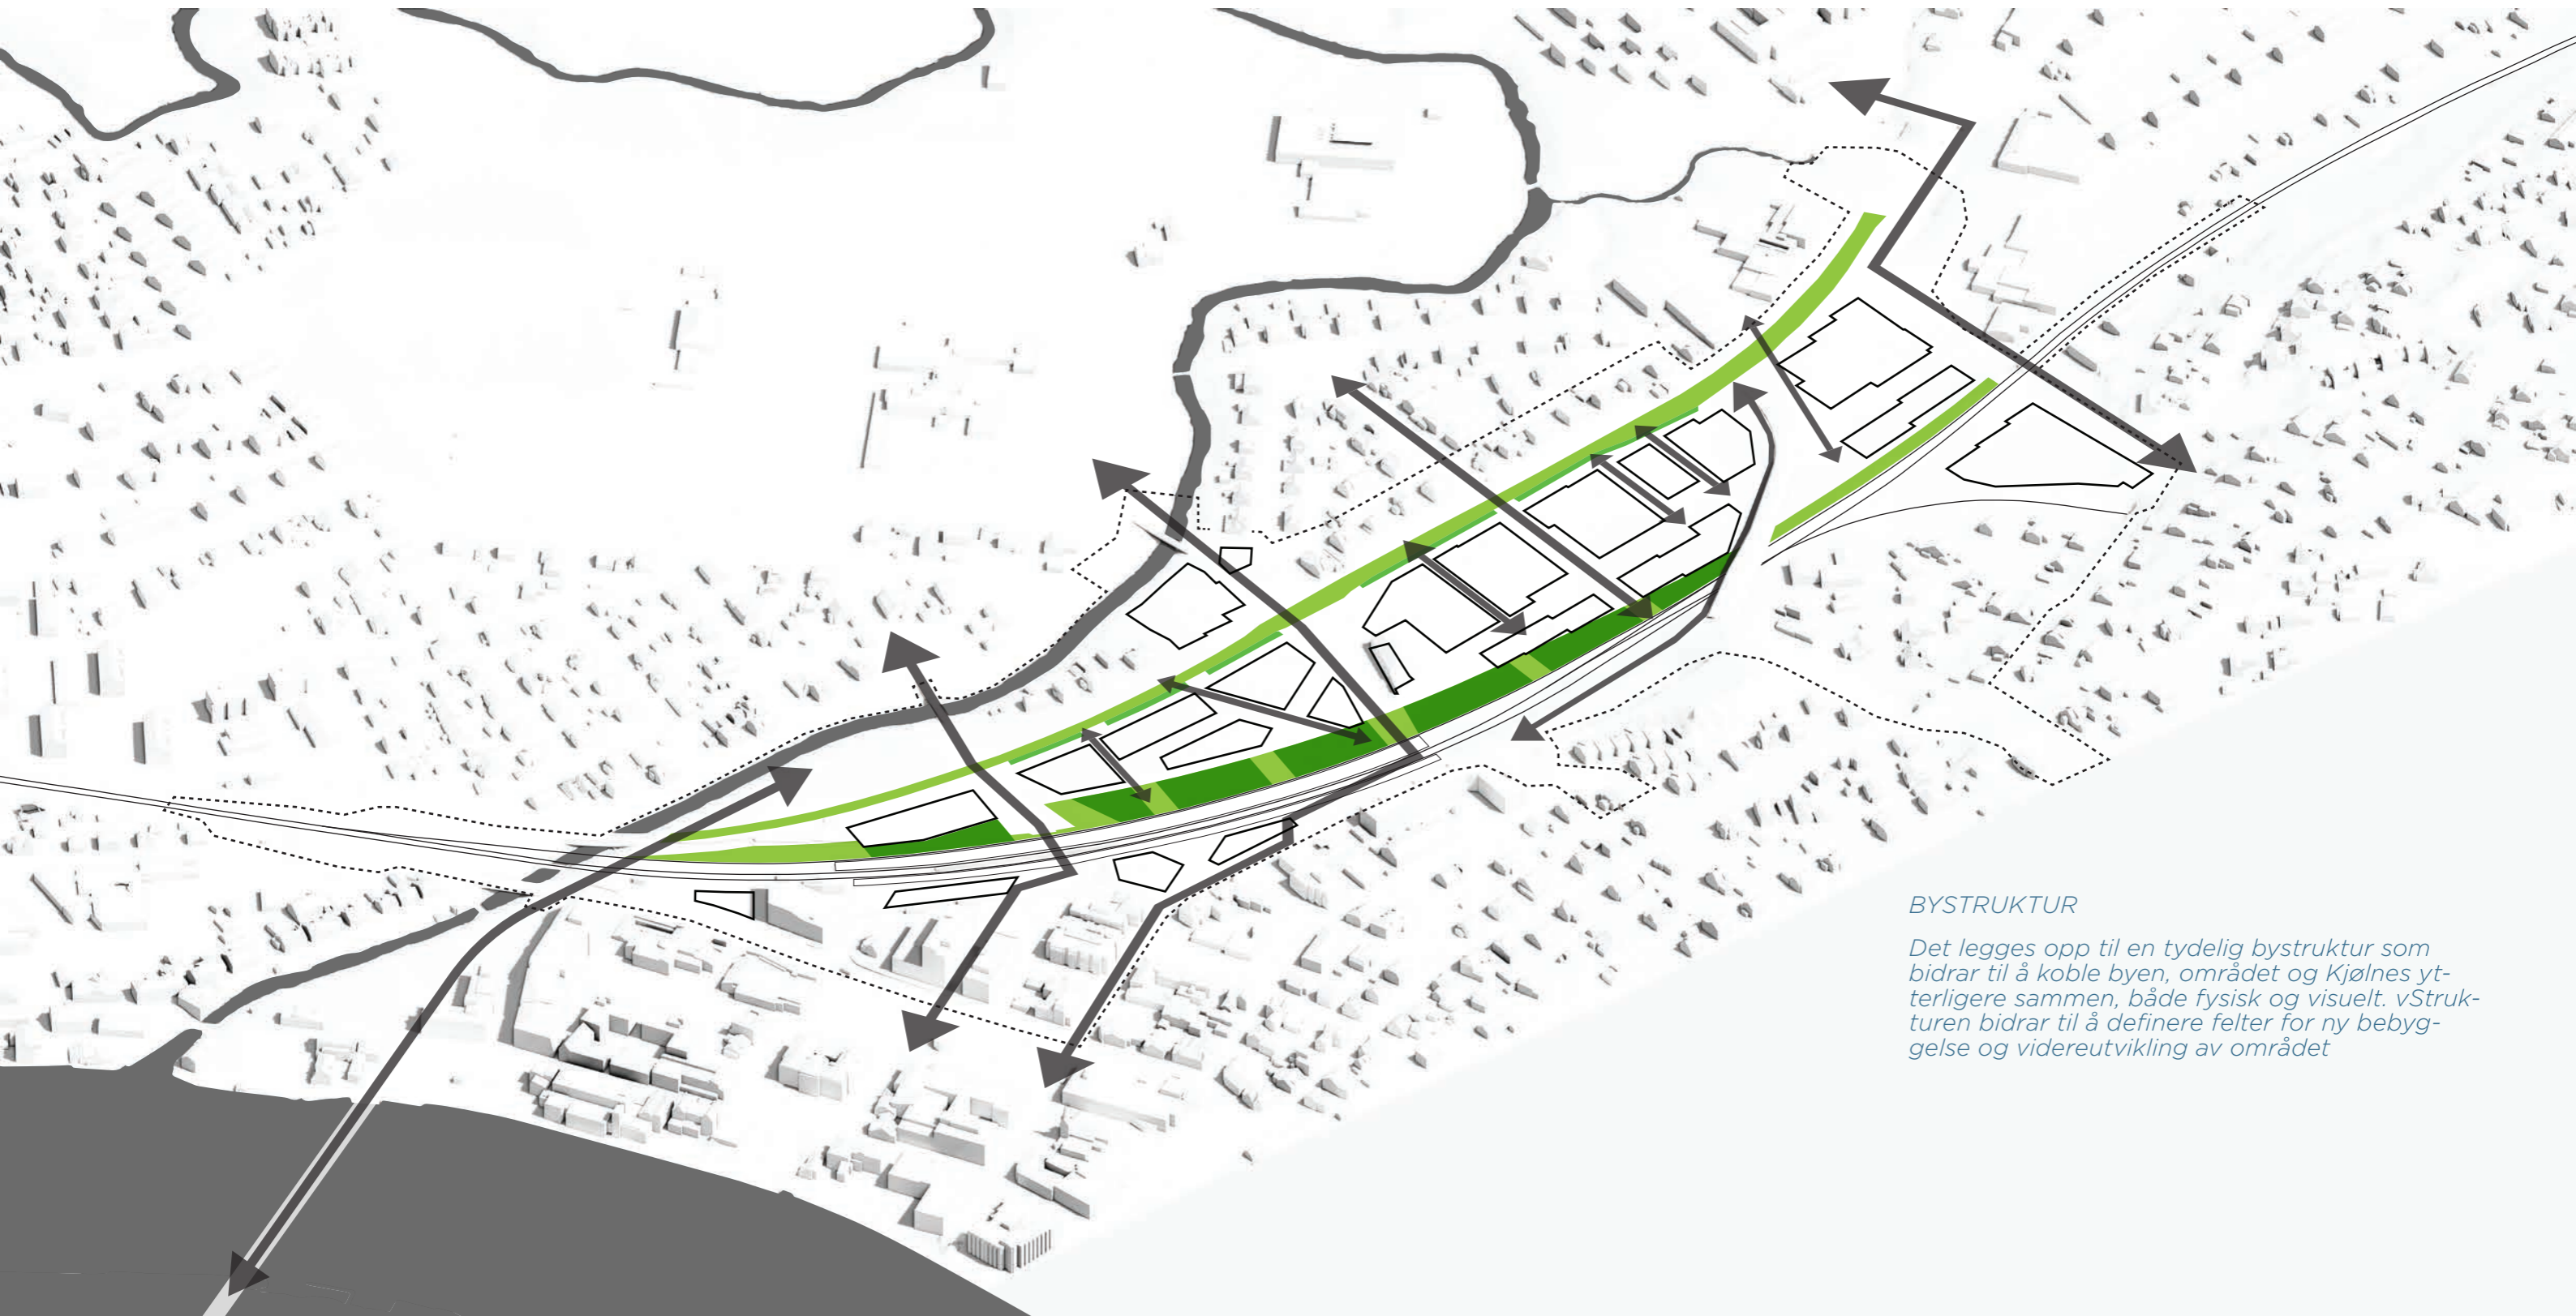 BYSTRUKTUR
Det legges opp til en tydelig bystruktur som
bidrar til å koble byen, området og Kjølnes yt-
terligere sammen, både fysisk og visuelt. vStruk-
turen bidrar til å definere felter for ny bebyg-
gelse og videreutvikling av området